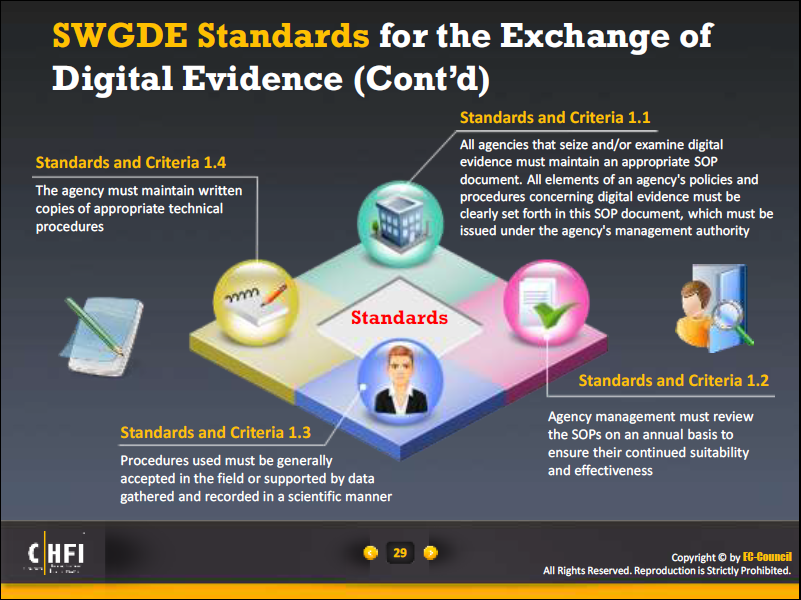 SWGDE Standards for the Exchange of
Digital Evidence (Cont’d)
Standards and Criteria 1.1
All agencies that seize and/or examine digital
evidence must maintain an appropriate SOP
document. All elements of an agency's policies and
procedures concerning digital evidence must be
clearly set forth in this SOP document, which must be
issued under the agency's management authority
Standards and Criteria 1.4
The agency must maintain written
copies of appropriate technical
procedures
Standards
Standards and Criteria 1.2
Agency management must review
the SOPs on an annual basis to
ensure their continued suitability
and effectiveness
Standards and Criteria 1.3
Procedures used must be generally
accepted in the field or supported by data
gathered and recorded in a scientific manner
CHFI
29
Copyright © by EC-Council
All Rights Reserved. Reproduction is Strictly Prohibited.